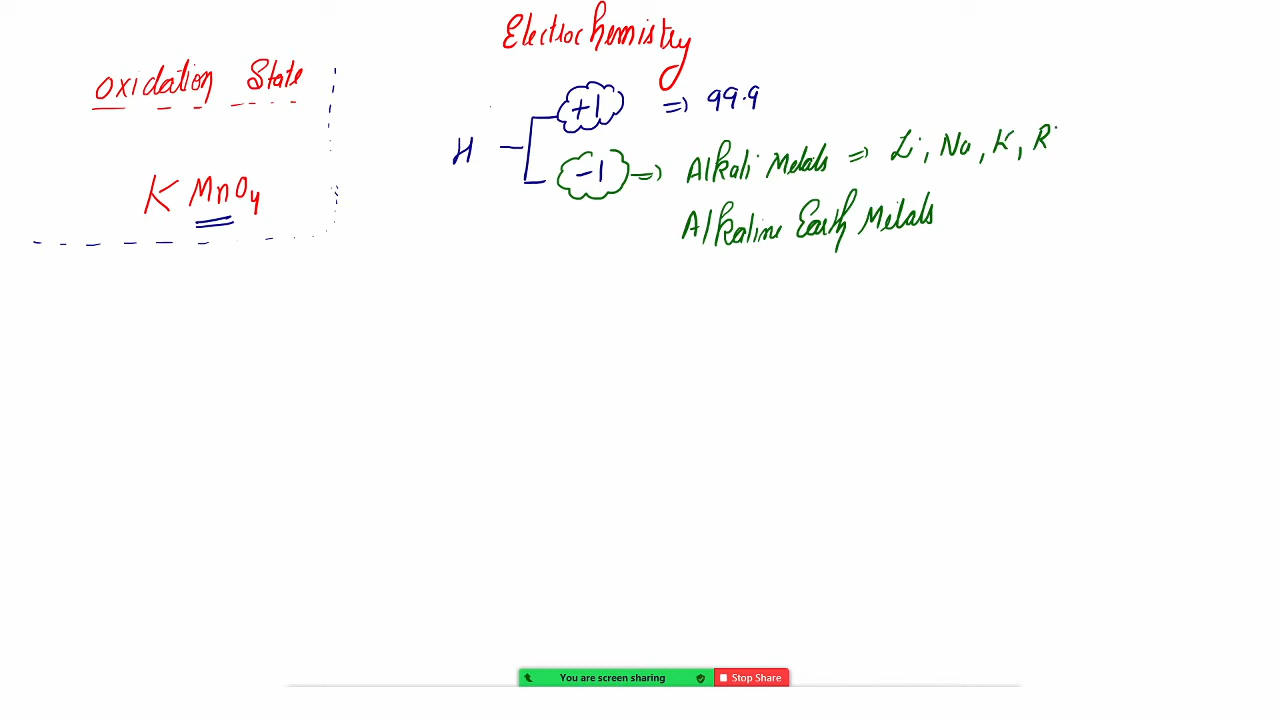 Electrochemistry
Oxidation State
K MnO4
H
+1 => 99.9
-1 => Alkali Metals => Li, Na, K, R
Alkaline Earth Metals
You are screen sharing
Stop Share